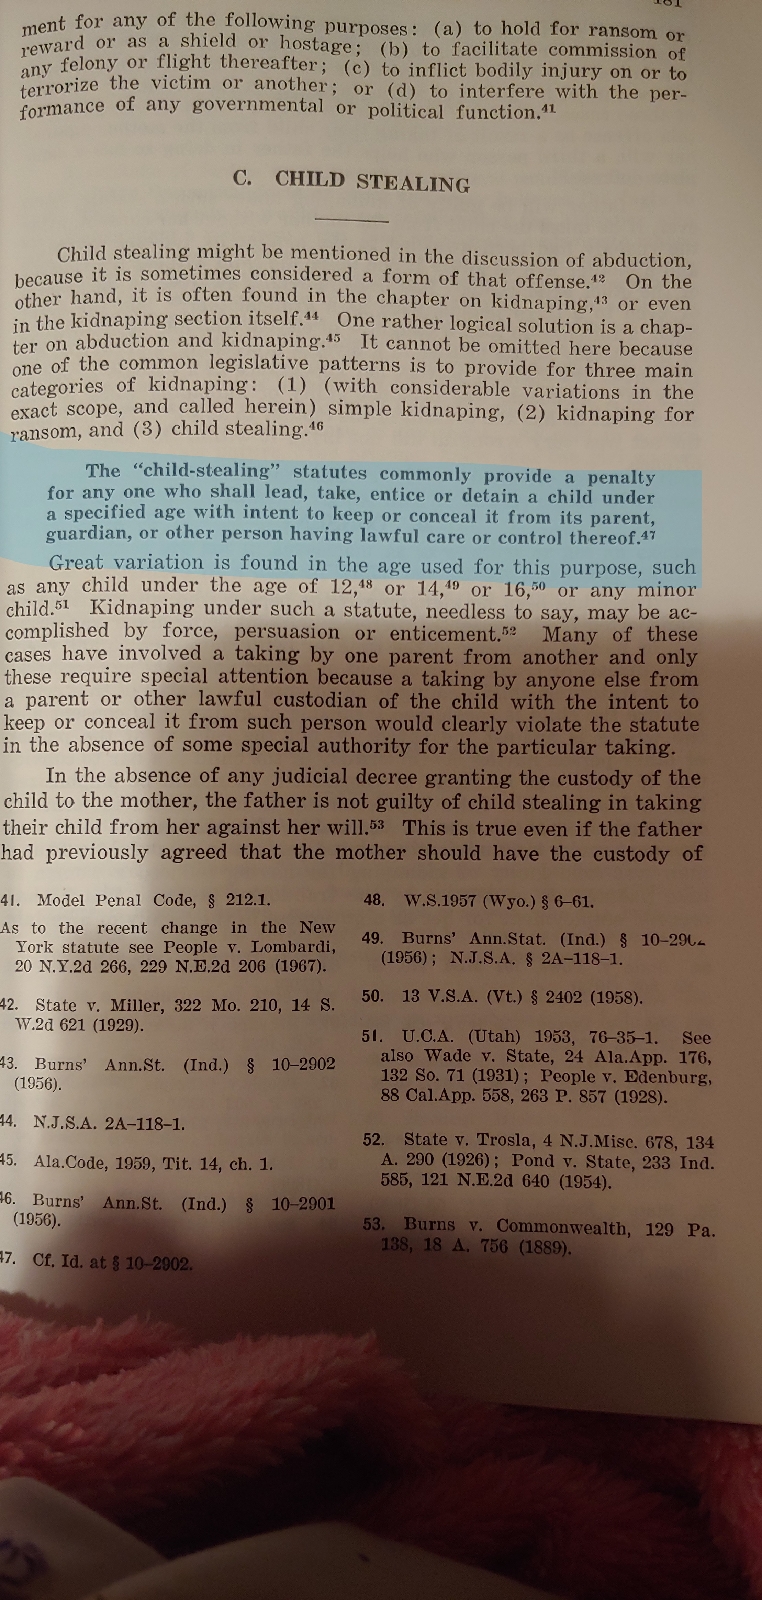 181
ment for any of the following purposes: (a) to hold for ransom or
reward or as a shield or hostage; (b) to facilitate commission of
any felony or flight thereafter; (c) to inflict bodily injury on or to
terrorize the victim or another; or (d) to interfere with the per-
formance of any governmental or political function.⁴¹
C. CHILD STEALING
Child stealing might be mentioned in the discussion of abduction,
because it is sometimes considered a form of that offense.⁴² On the
other hand, it is often found in the chapter on kidnaping,⁴³ or even
in the kidnaping section itself.⁴⁴ One rather logical solution is a chap-
ter on abduction and kidnaping.⁴⁵ It cannot be omitted here because
one of the common legislative patterns is to provide for three main
categories of kidnaping: (1) (with considerable variations in the
exact scope, and called herein) simple kidnaping, (2) kidnaping for
ransom, and (3) child stealing.⁴⁶
The "child-stealing" statutes commonly provide a penalty
for any one who shall lead, take, entice or detain a child under
a specified age with intent to keep or conceal it from its parent,
guardian, or other person having lawful care or control thereof.⁴⁷
Great variation is found in the age used for this purpose, such
as any child under the age of 12,⁴⁸ or 14,⁴⁹ or 16,⁵⁰ or any minor
child.⁵¹ Kidnaping under such a statute, needless to say, may be ac-
complished by force, persuasion or enticement.⁵² Many of these
cases have involved a taking by one parent from another and only
these require special attention because a taking by anyone else from
a parent or other lawful custodian of the child with the intent to
keep or conceal it from such person would clearly violate the statute
in the absence of some special authority for the particular taking.
In the absence of any judicial decree granting the custody of the
child to the mother, the father is not guilty of child stealing in taking
their child from her against her will.⁵³ This is true even if the father
had previously agreed that the mother should have the custody of
41. Model Penal Code, § 212.1.
As to the recent change in the New
York statute see People v. Lombardi,
20 N.Y.2d 266, 229 N.E.2d 206 (1967).
42. State v. Miller, 322 Mo. 210, 14 S.
W.2d 621 (1929).
43. Burns' Ann.St. (Ind.) § 10–2902
(1956).
44. N.J.S.A. 2A–118–1.
45. Ala.Code, 1959, Tit. 14, ch. 1.
46. Burns' Ann.St. (Ind.) § 10–2901
(1956).
47. Cf. Id. at § 10–2902.
48. W.S.1957 (Wyo.) § 6–61.
49. Burns' Ann.Stat. (Ind.) §
(1956); N.J.S.A. § 2A–118–1.
50. 13 V.S.A. (Vt.) § 2402 (1958).
51. U.C.A. (Utah) 1953, 76–35–1. See
also Wade v. State, 24 Ala.App. 176,
132 So. 71 (1931); People v. Edenburg,
88 Cal.App. 558, 263 P. 857 (1928).
52. State v. Trosla, 4 N.J.Misc. 678, 134
A. 290 (1926); Pond v. State, 233 Ind.
585, 121 N.E.2d 640 (1954).
53. Burns v. Commonwealth, 129 Pa.
138, 18 A. 756 (1889).